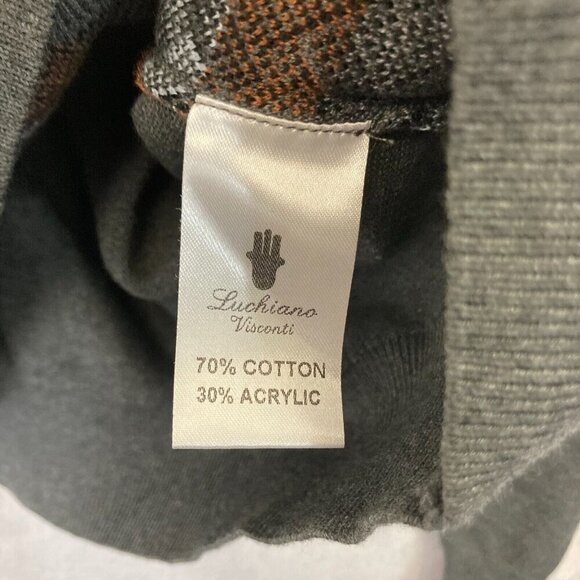 Luchiano
Visconti
70% COTTON
30% ACRYLIC